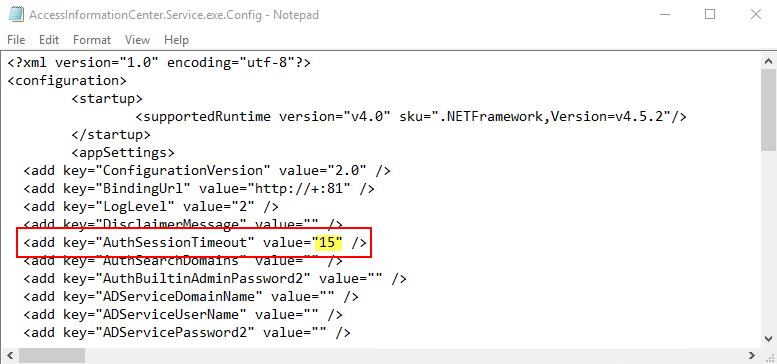 AccessInformationCenter.Service.exe.Config - Notepad
File Edit Format View Help
<?xml version="1.0" encoding="utf-8"?>
<configuration>
<startup>
<supportedRuntime version="v4.0" sku=".NETFramework,Version=v4.5.2"/>
</startup>
<appSettings>
<add key="ConfigurationVersion" value="2.0" />
<add key="BindingUrl" value="http://+:81" />
<add key="LogLevel" value="2" />
<add key="DisclaimerMessage" value="" />
<add key="AuthSessionTimeout" value="15" />
<add key="AuthSearchDomains" value="" />
<add key="AuthBuiltinAdminPassword2" value="" />
<add key="ADServiceDomainName" value="" />
<add key="ADServiceUserName" value="" />
<add key="ADServicePassword2" value="" />